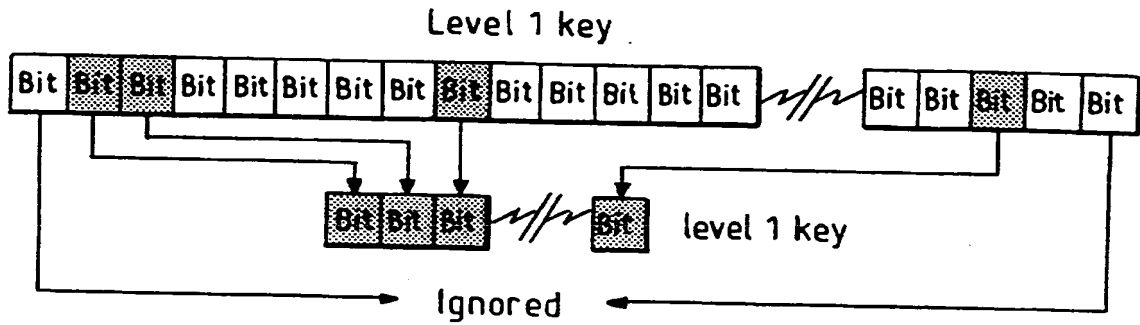 Level 1 key
Bit Bit Bit Bit Bit Bit Bit Bit Bit Bit Bit Bit Bit Bit Bit Bit Bit Bit Bit
Bit Bit Bit Bit level 1 key
Ignored